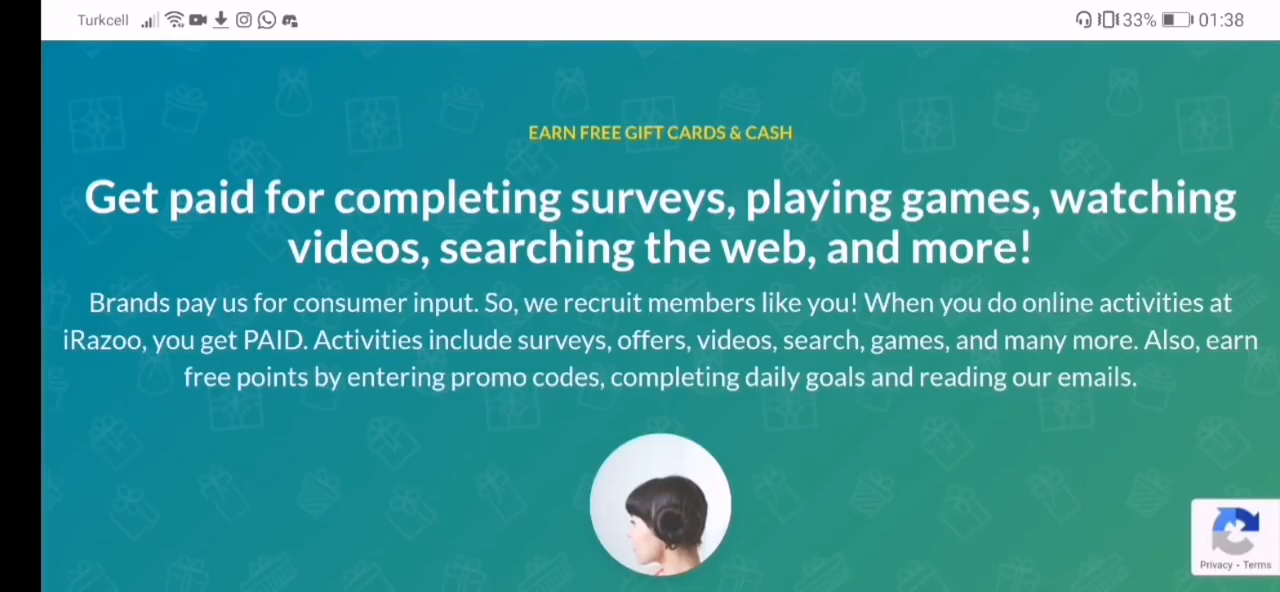 Turkcell 33% 01:38
EARN FREE GIFT CARDS & CASH
Get paid for completing surveys, playing games, watching
videos, searching the web, and more!
Brands pay us for consumer input. So, we recruit members like you! When you do online activities at
iRazoo, you get PAID. Activities include surveys, offers, videos, search, games, and many more. Also, earn
free points by entering promo codes, completing daily goals and reading our emails.
Privacy - Terms